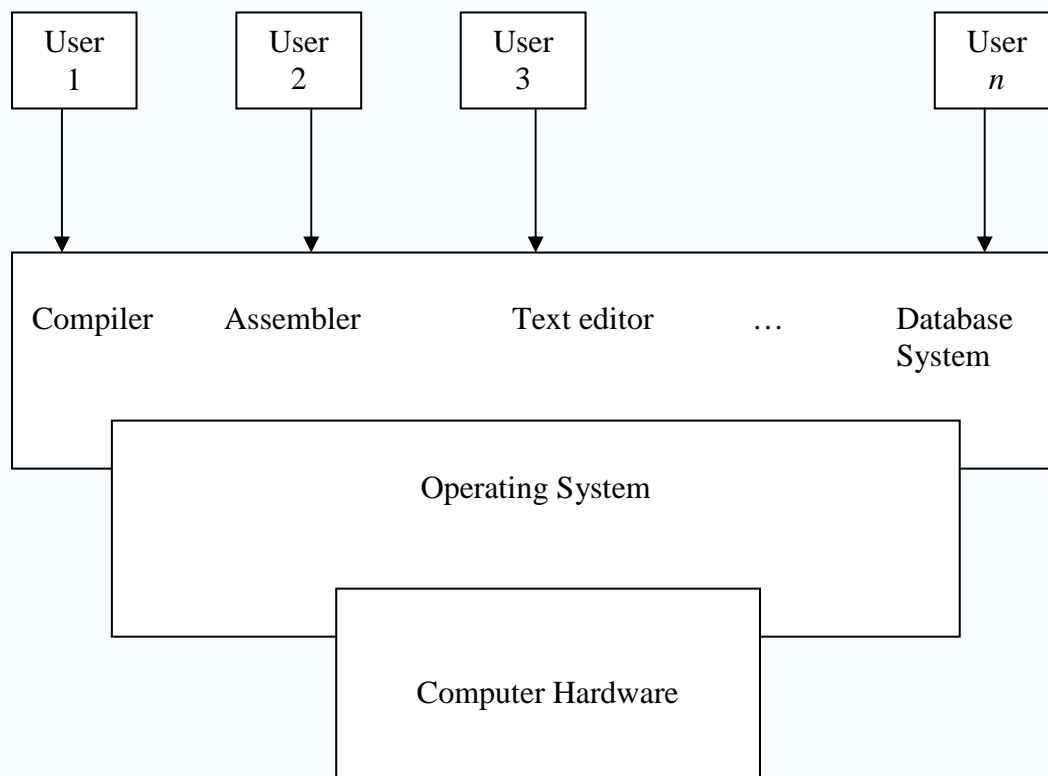 User
1
User
2
User
3
User
n
Compiler
Assembler
Text editor
…
Database
System
Operating System
Computer Hardware